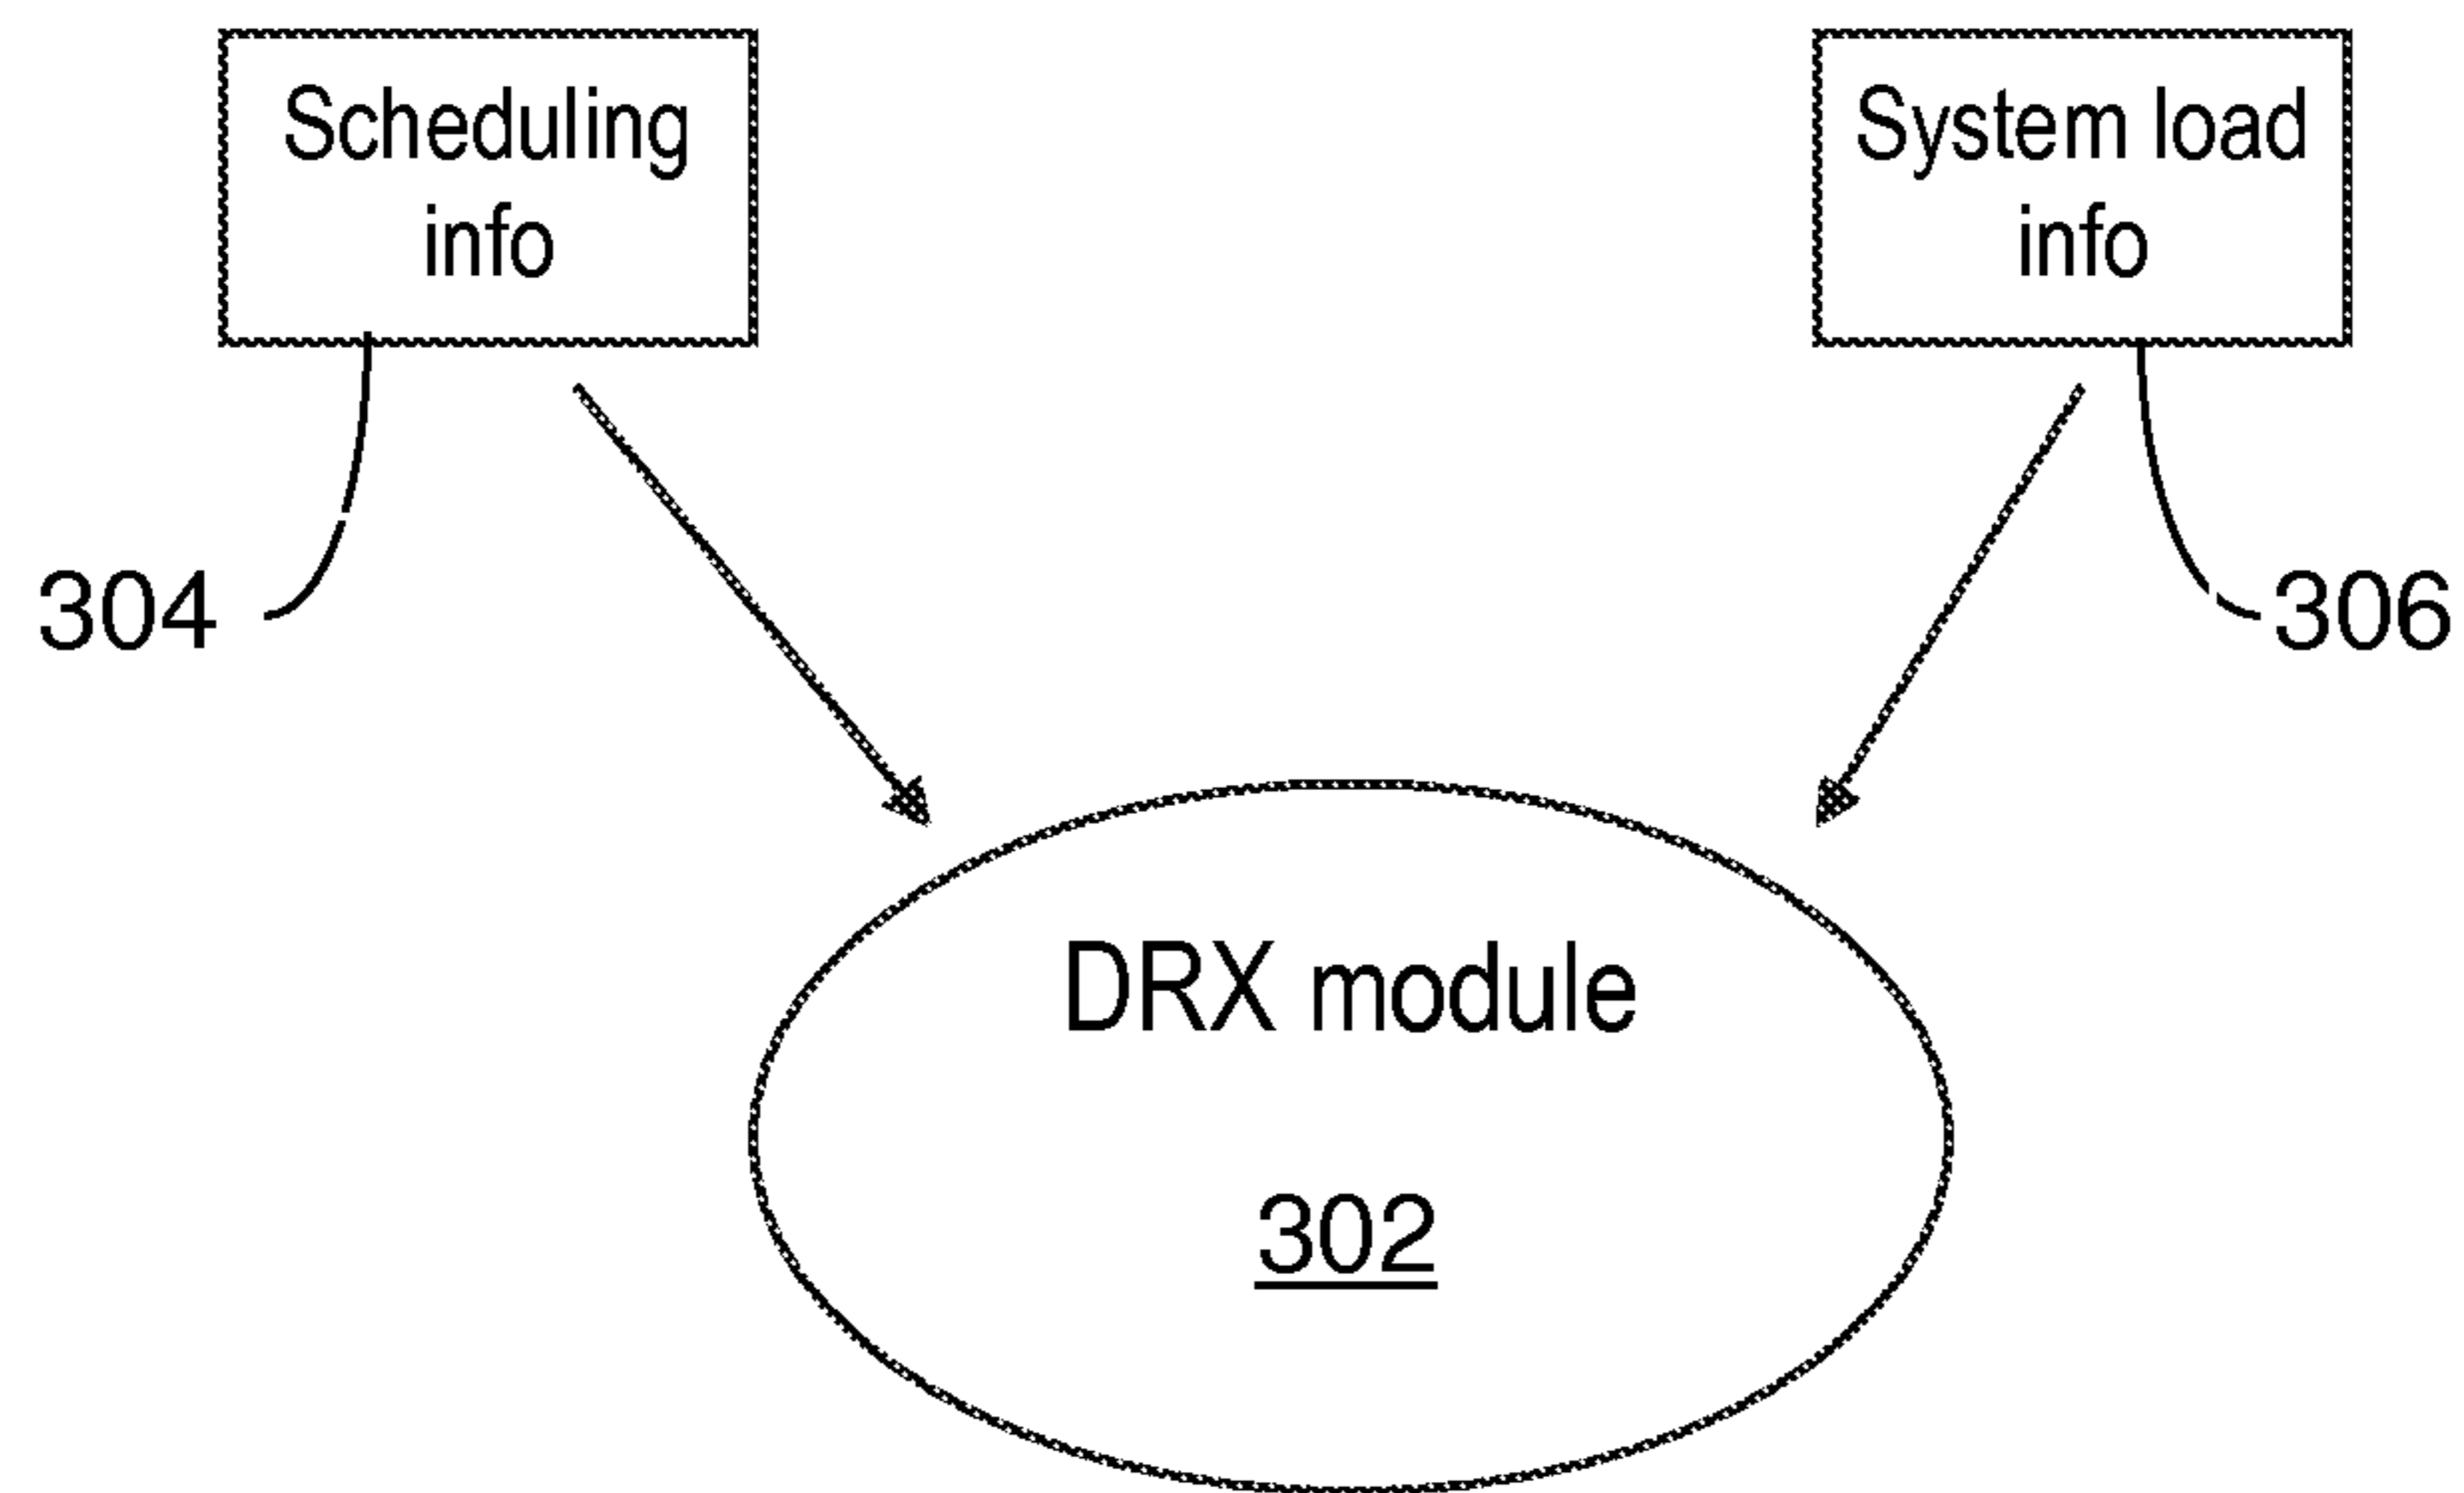 Scheduling
info
System load
info
304
306
DRX module
302